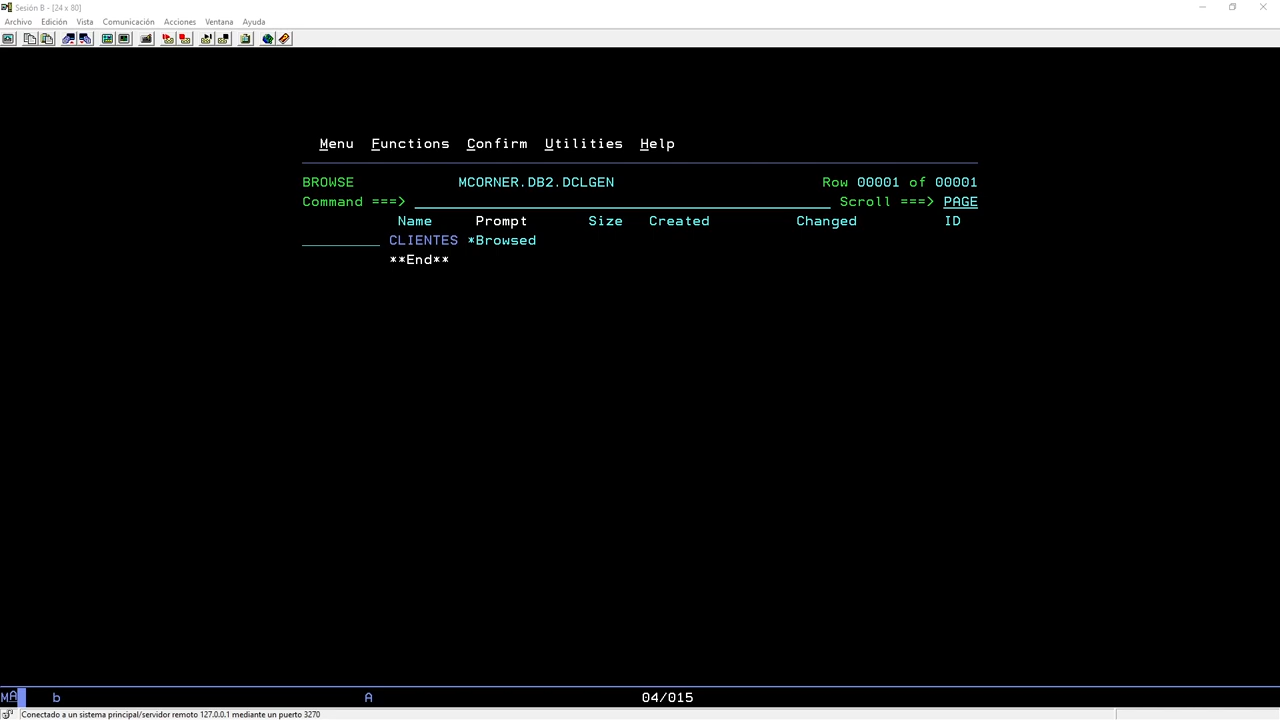 Sesión B - [24 x 80]
Archivo Edición Vista Comunicación Acciones Ventana Ayuda
Menu Functions Confirm Utilities Help
BROWSE MCORNER.DB2.DCLGEN Row 00001 of 00001
Command ===> Scroll ===> PAGE
Name Prompt Size Created Changed ID
CLIENTES *Browsed
**End**
MA b A 04/015
Conectado a un sistema principal/servidor remoto 127.0.0.1 mediante un puerto 3270